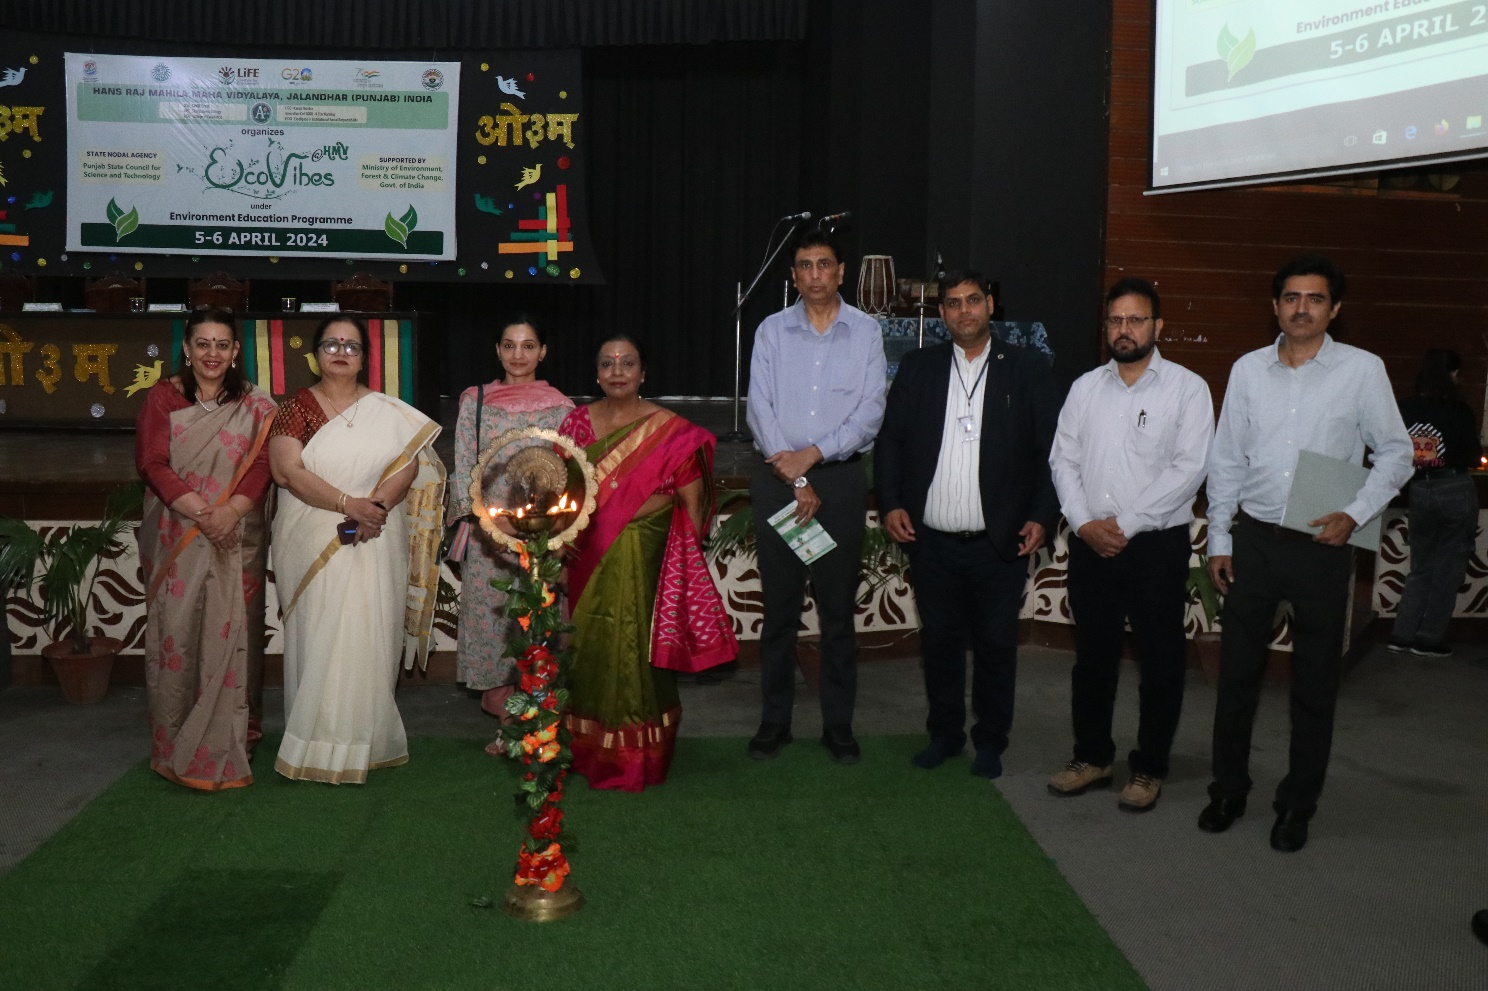 LiFE
G20
HANS RAJ MAHILA MAHA VIDYALAYA, JALANDHAR (PUNJAB) INDIA
organizes
STATE NODAL AGENCY
Punjab State Council for
Science and Technology
EcoVibes
@HMV
SUPPORTED BY
Ministry of Environment,
Forest & Climate Change,
Govt. of India
under
Environment Education Programme
5-6 APRIL 2024
ओ३म्
ओ३म्
ओ३म्
Environment
5-6 APRIL 2